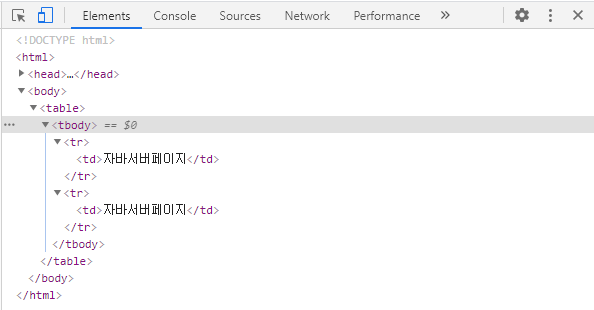 Elements Console Sources Network Performance »
<!DOCTYPE html>
<html>
<head>…</head>
<body>
<table>
<tbody> == $0
<tr>
<td>자바서버페이지</td>
</tr>
<tr>
<td>자바서버페이지</td>
</tr>
</tbody>
</table>
</body>
</html>